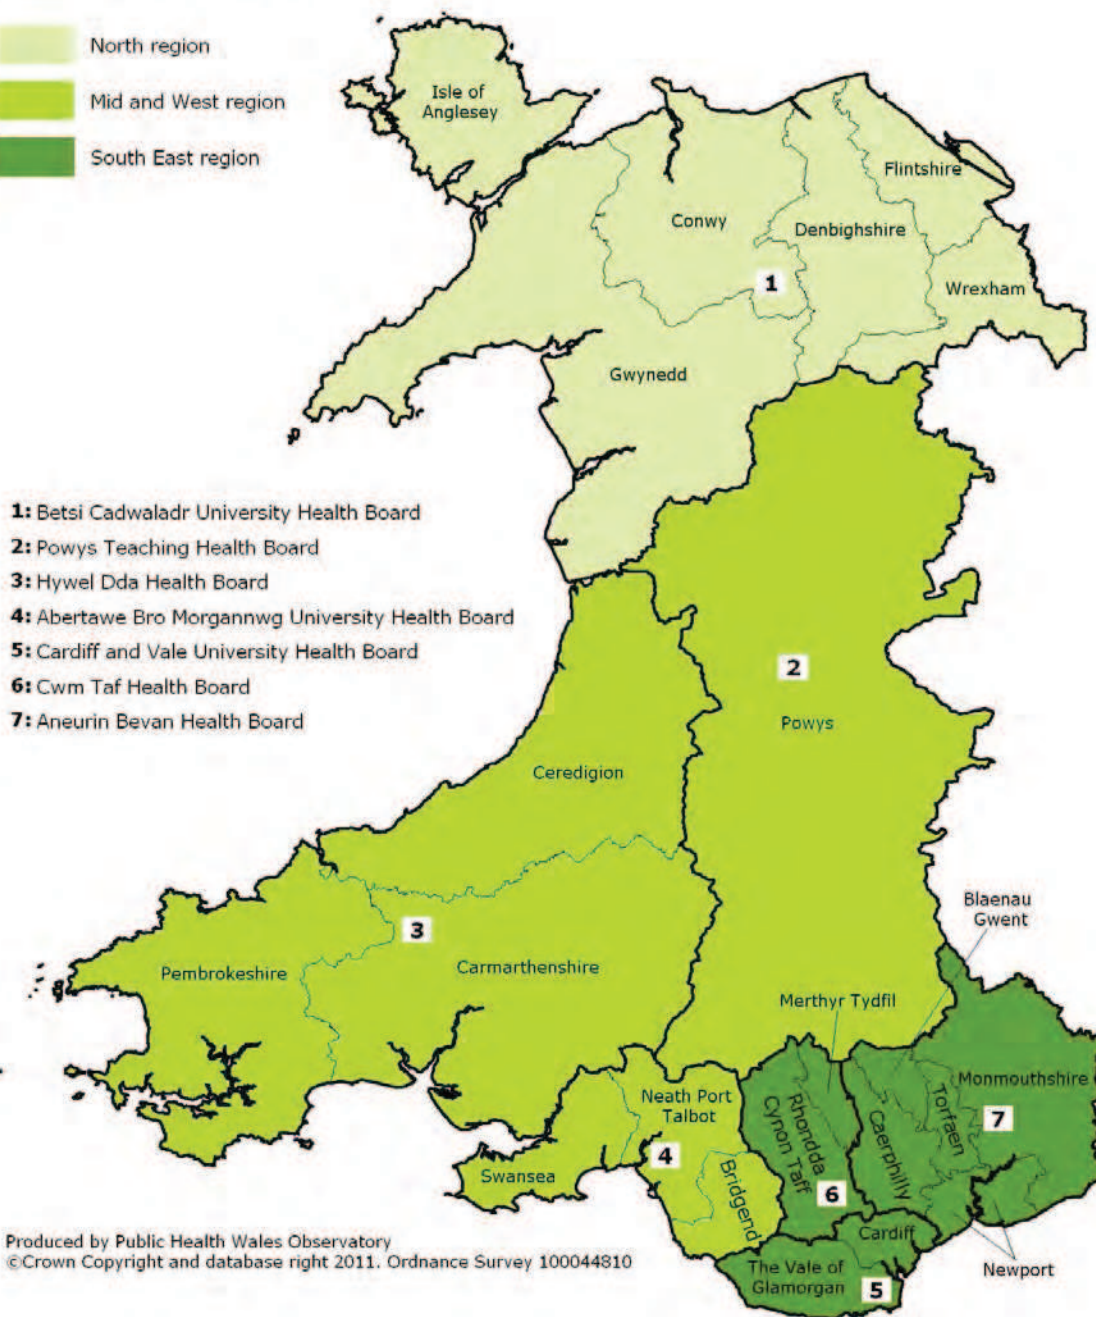 North region
Mid and West region
South East region
Isle of
Anglesey
Flintshire
Conwy
Denbighshire
1
Wrexham
Gwynedd
1: Betsi Cadwaladr University Health Board
2: Powys Teaching Health Board
3: Hywel Dda Health Board
4: Abertawe Bro Morgannwg University Health Board
5: Cardiff and Vale University Health Board
6: Cwm Taf Health Board
7: Aneurin Bevan Health Board
2
Powys
Ceredigion
Blaenau
Gwent
3
Pembrokeshire
Carmarthenshire
Merthyr Tydfil
Neath Port
Talbot
Rhondda
Cynon Taff
Caerphilly
Torfaen
Monmouthshire
7
4
Swansea
Bridgend
6
Cardiff
The Vale of
Glamorgan
5
Newport
Produced by Public Health Wales Observatory
©Crown Copyright and database right 2011. Ordnance Survey 100044810